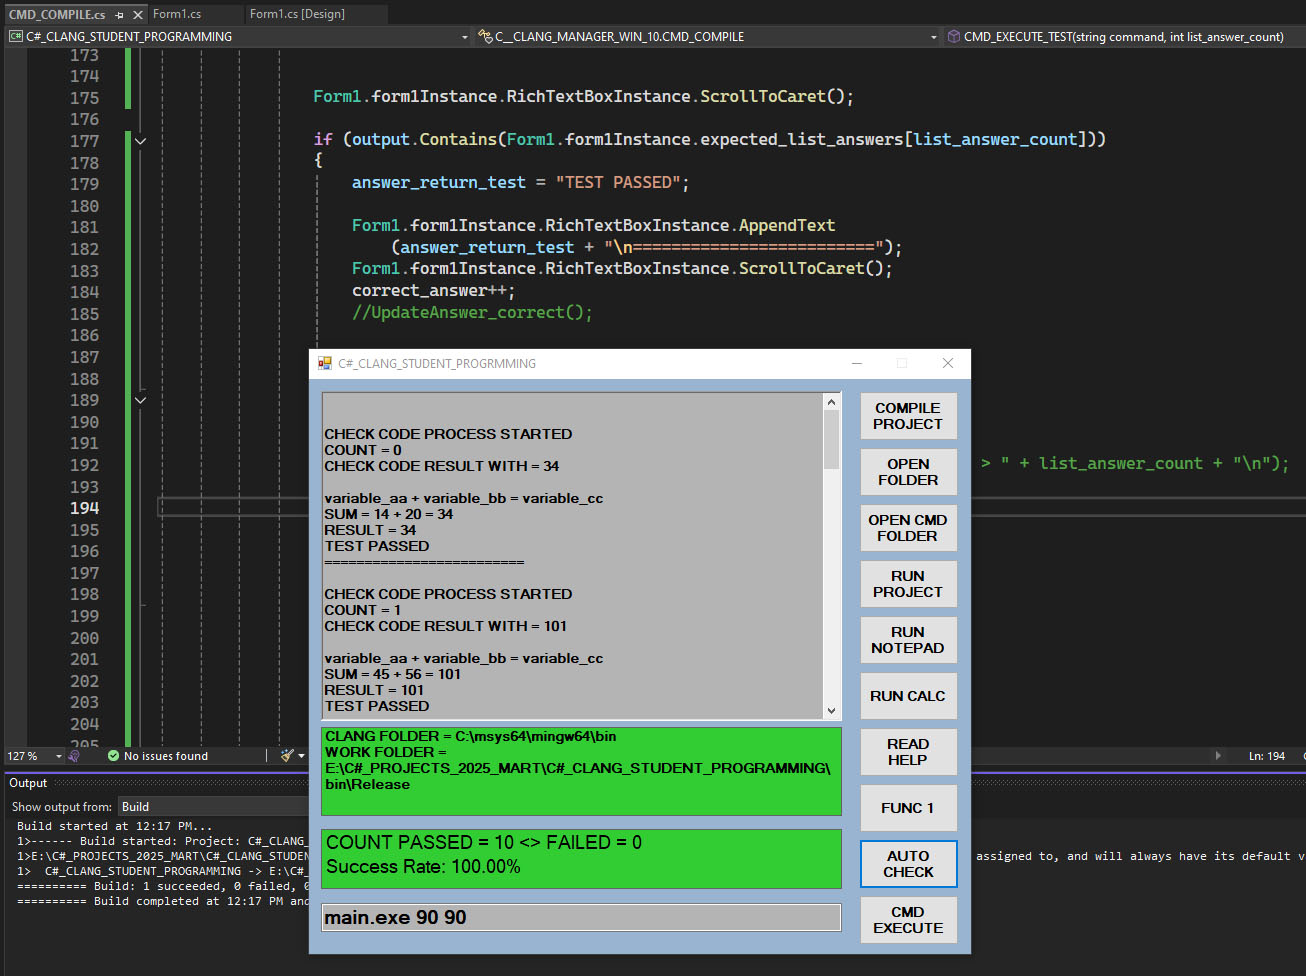 CMD_COMPILE.cs
Form1.cs
Form1.cs [Design]
C#_CLANG_STUDENT_PROGRAMMING
C__CLANG_MANAGER_WIN_10.CMD_COMPILE
CMD_EXECUTE_TEST(string command, int list_answer_count)
173
174
175 Form1.form1Instance.RichTextBoxInstance.ScrollToCaret();
176
177 if (output.Contains(Form1.form1Instance.expected_list_answers[list_answer_count]))
178 {
179 answer_return_test = "TEST PASSED";
180
181 Form1.form1Instance.RichTextBoxInstance.AppendText
182 (answer_return_test + "\n=========================");
183 Form1.form1Instance.RichTextBoxInstance.ScrollToCaret();
184 correct_answer++;
185 //UpdateAnswer_correct();
186
187
188
189
190
191
192 > " + list_answer_count + "\n");
193
194
195
196
197
198
199
200
201
202
203
204
205
C#_CLANG_STUDENT_PROGRMMING
CHECK CODE PROCESS STARTED
COUNT = 0
CHECK CODE RESULT WITH = 34
variable_aa + variable_bb = variable_cc
SUM = 14 + 20 = 34
RESULT = 34
TEST PASSED
=========================
CHECK CODE PROCESS STARTED
COUNT = 1
CHECK CODE RESULT WITH = 101
variable_aa + variable_bb = variable_cc
SUM = 45 + 56 = 101
RESULT = 101
TEST PASSED
CLANG FOLDER = C:\msys64\mingw64\bin
WORK FOLDER =
E:\C#_PROJECTS_2025_MART\C#_CLANG_STUDENT_PROGRAMMING\
bin\Release
COUNT PASSED = 10 <> FAILED = 0
Success Rate: 100.00%
main.exe 90 90
COMPILE
PROJECT
OPEN
FOLDER
OPEN CMD
FOLDER
RUN
PROJECT
RUN
NOTEPAD
RUN CALC
READ
HELP
FUNC 1
AUTO
CHECK
CMD
EXECUTE
127 %
No issues found
Ln: 194
Output
Show output from: Build
Build started at 12:17 PM...
1>------ Build started: Project: C#_CLANG_
1>E:\C#_PROJECTS_2025_MART\C#_CLANG_STUDEN assigned to, and will always have its default v
1> C#_CLANG_STUDENT_PROGRAMMING -> E:\C#_
========== Build: 1 succeeded, 0 failed, 0
========== Build completed at 12:17 PM and